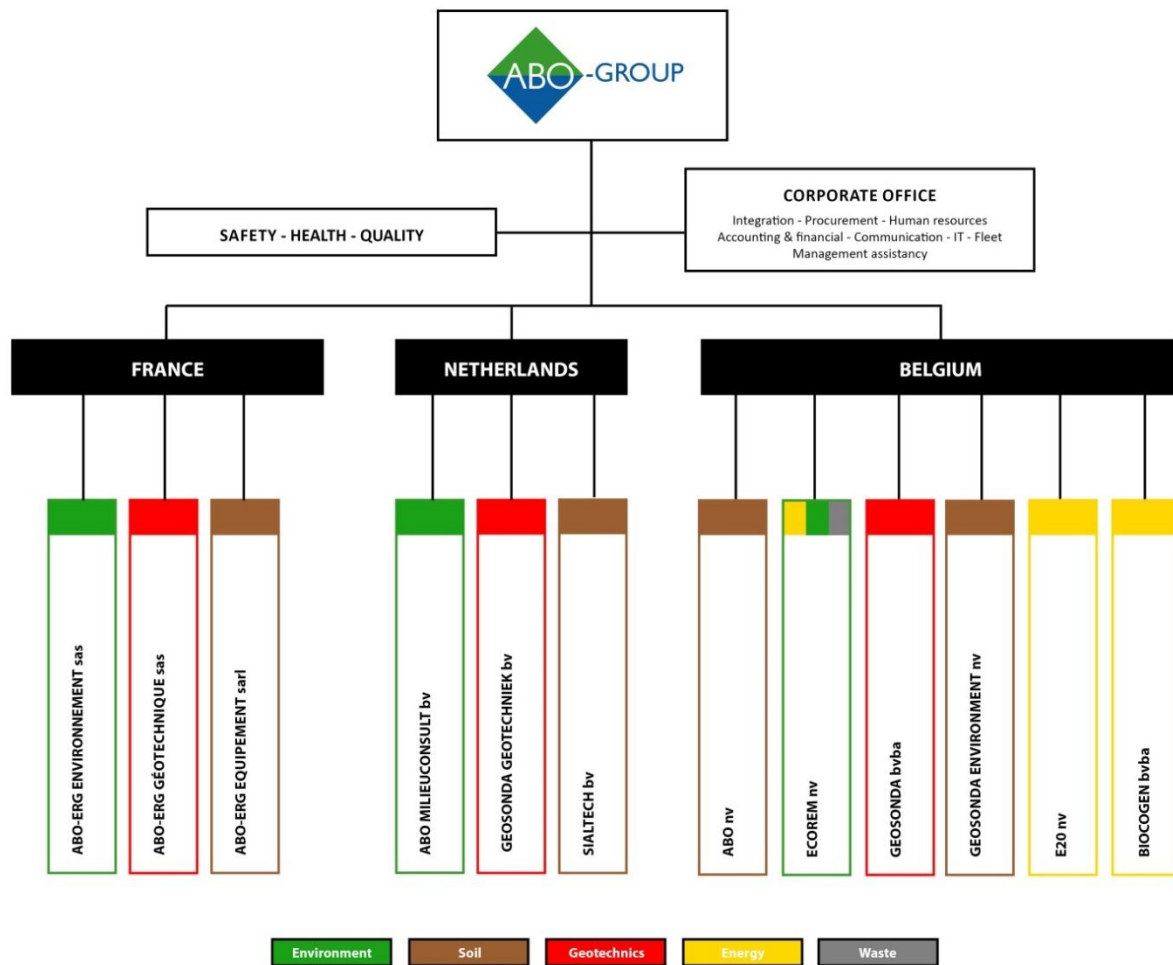 ABO-GROUP
CORPORATE OFFICE
Integration - Procurement - Human resources
Accounting & financial - Communication - IT - Fleet
Management assistancy
SAFETY - HEALTH - QUALITY
FRANCE
NETHERLANDS
BELGIUM
ABO-ERG ENVIRONNEMENT sas
ABO-ERG GÉOTECHNIQUE sas
ABO-ERG EQUIPEMENT sarl
ABO MILIEUCONSULT bv
GEOSONDA GEOTECHNIEK bv
SIALTECH bv
ABO nv
ECOREM nv
GEOSONDA bvba
GEOSONDA ENVIRONMENT nv
E20 nv
BIOCOGEN bvba
Environment
Soil
Geotechnics
Energy
Waste